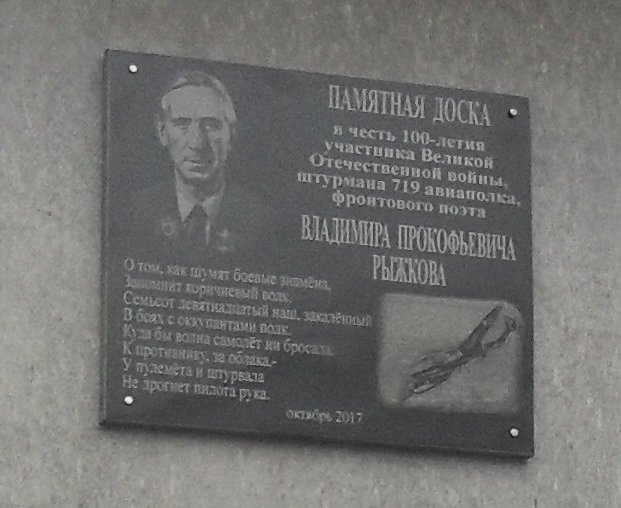 ПАМЯТНАЯ ДОСКА
в честь 100-летия
участника Великой
Отечественной войны,
штурмана 719 авиаполка,
фронтового поэта
ВЛАДИМИРА ПРОКОФЬЕВИЧА
РЫЖКОВА
О том, как шумят боевые знамёна,
Запомнит коричневый волк,
Семьсот девятнадцатый наш, закалённый
В боях с оккупантами полк.
Куда бы война самолёт ни бросала,
К противнику, за облака,-
У пулемёта и штурвала
Не дрогнет пилота рука.
октябрь 2017